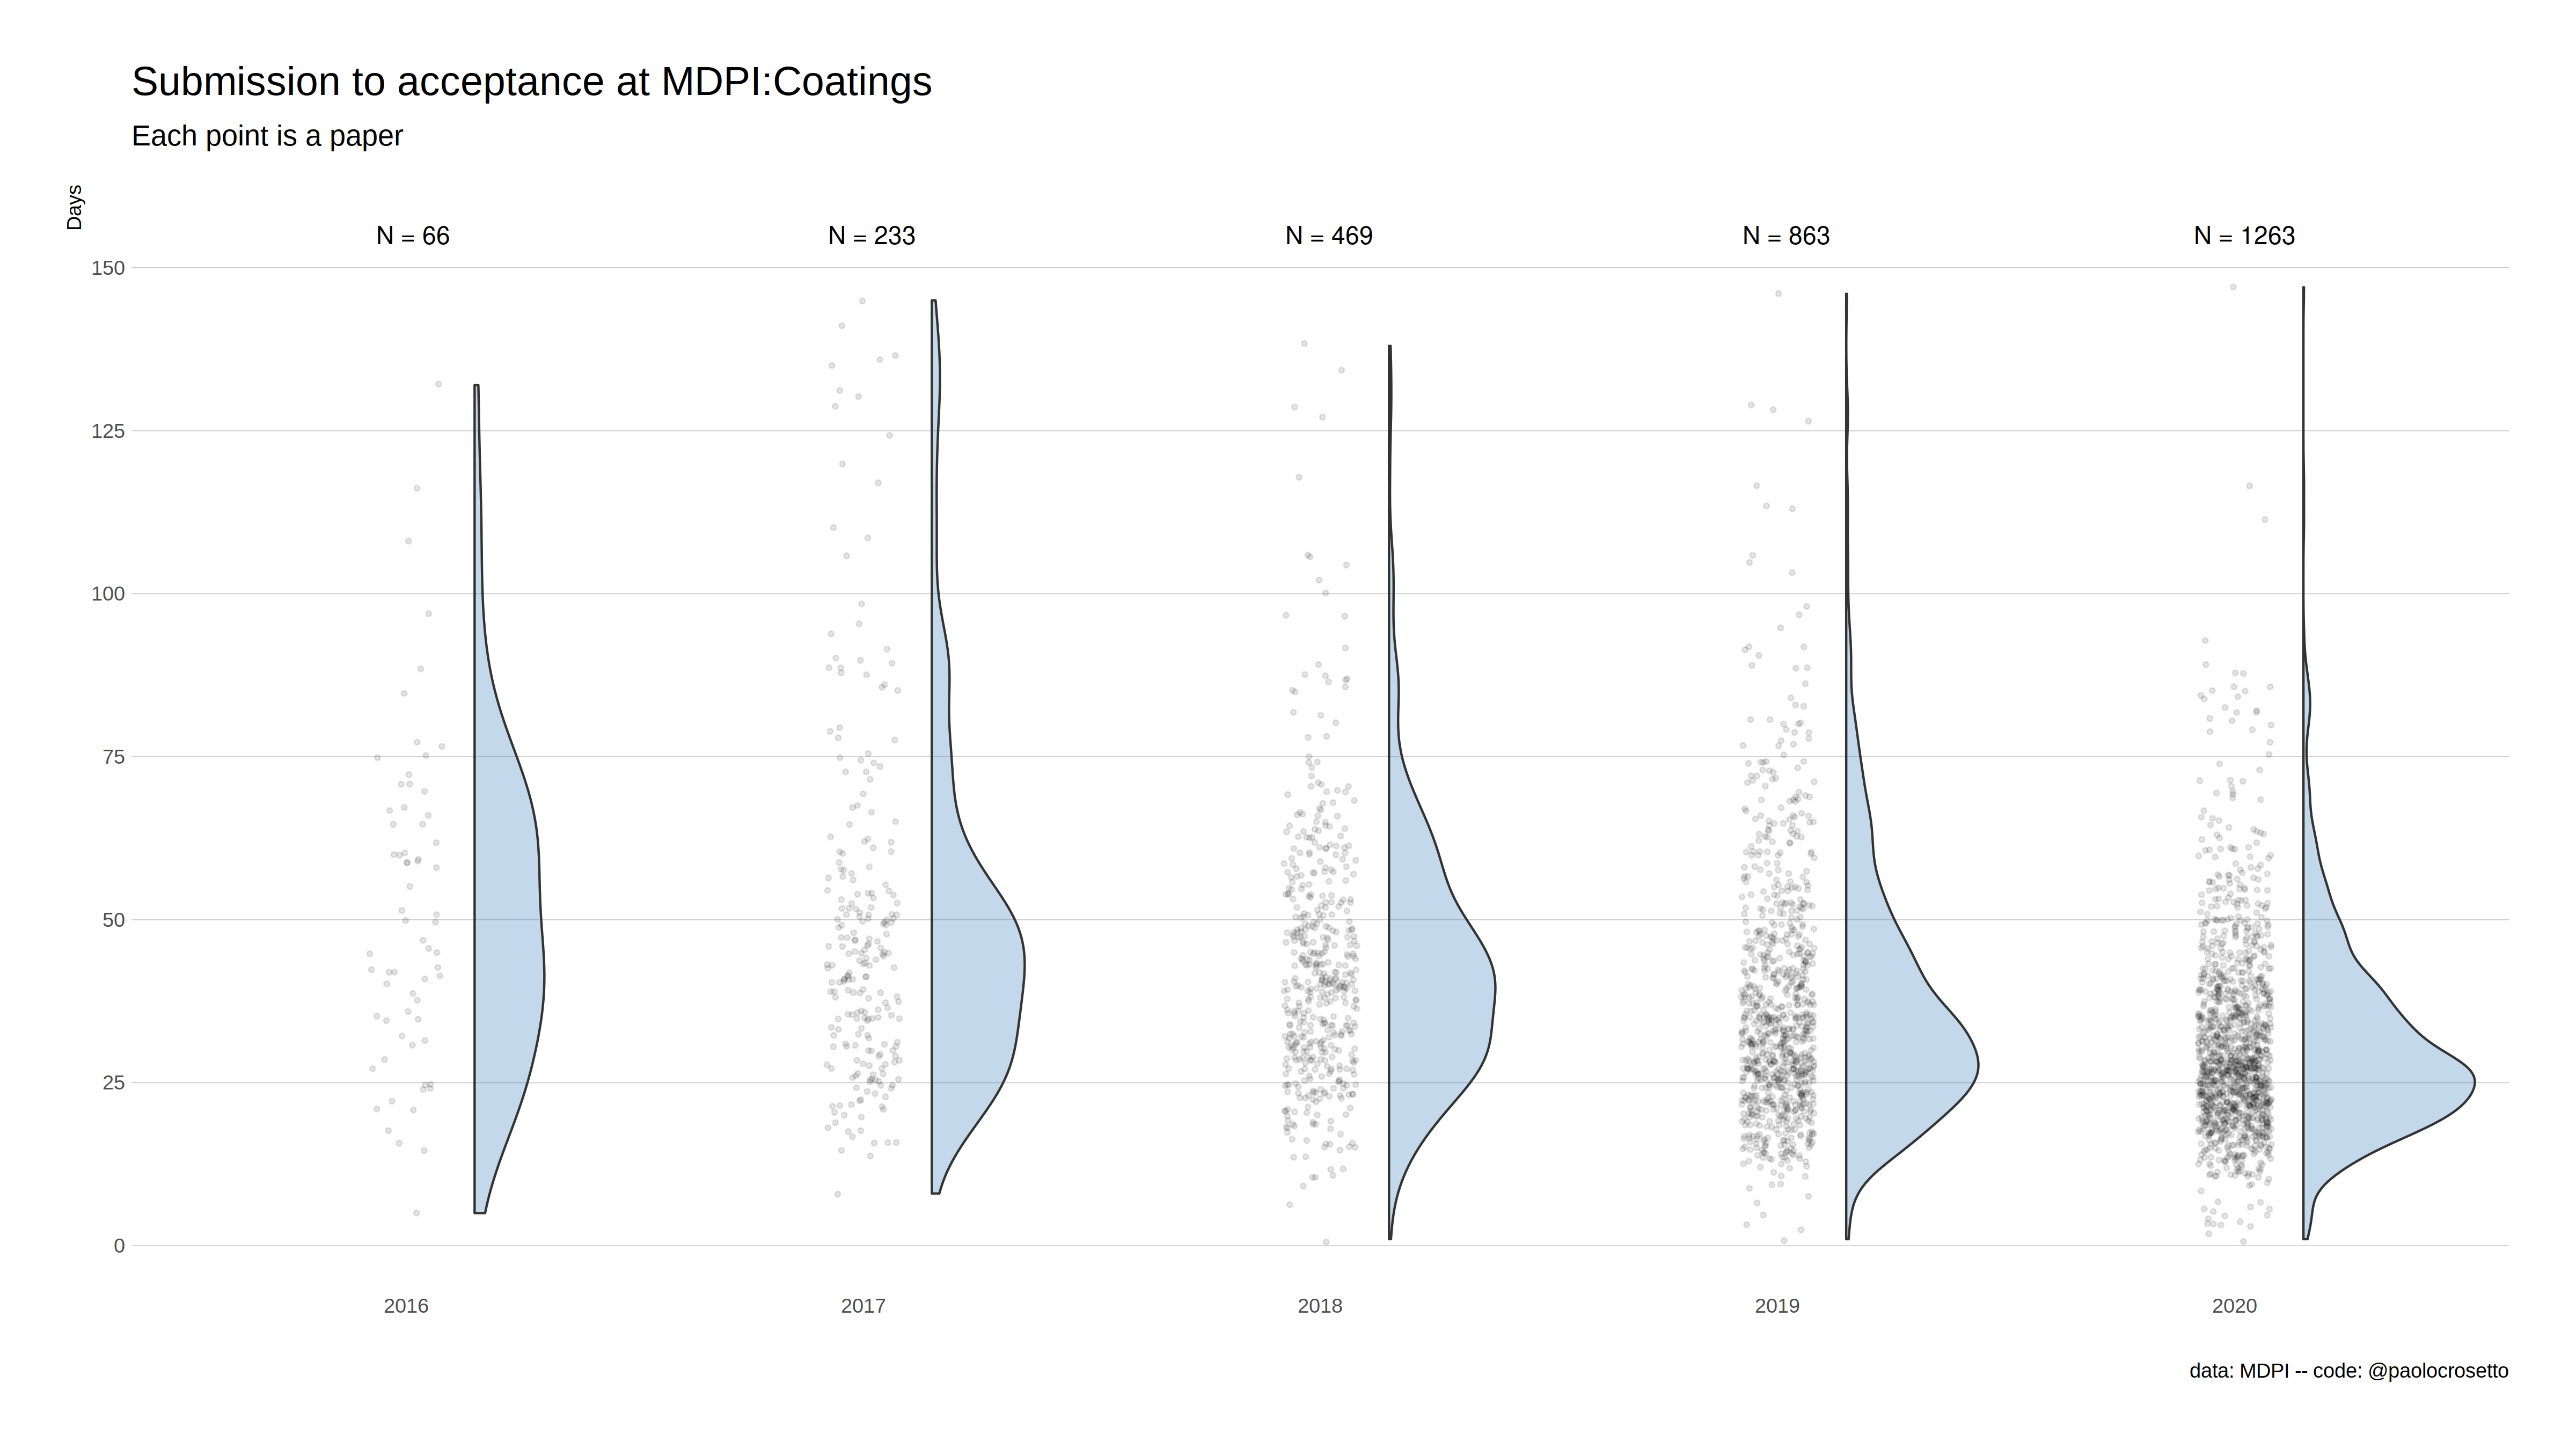 Submission to acceptance at MDPI:Coatings
Each point is a paper
Days
N = 66 N = 233 N = 469 N = 863 N = 1263
150
125
100
75
50
25
0
2016 2017 2018 2019 2020
data: MDPI -- code: @paolocrosetto